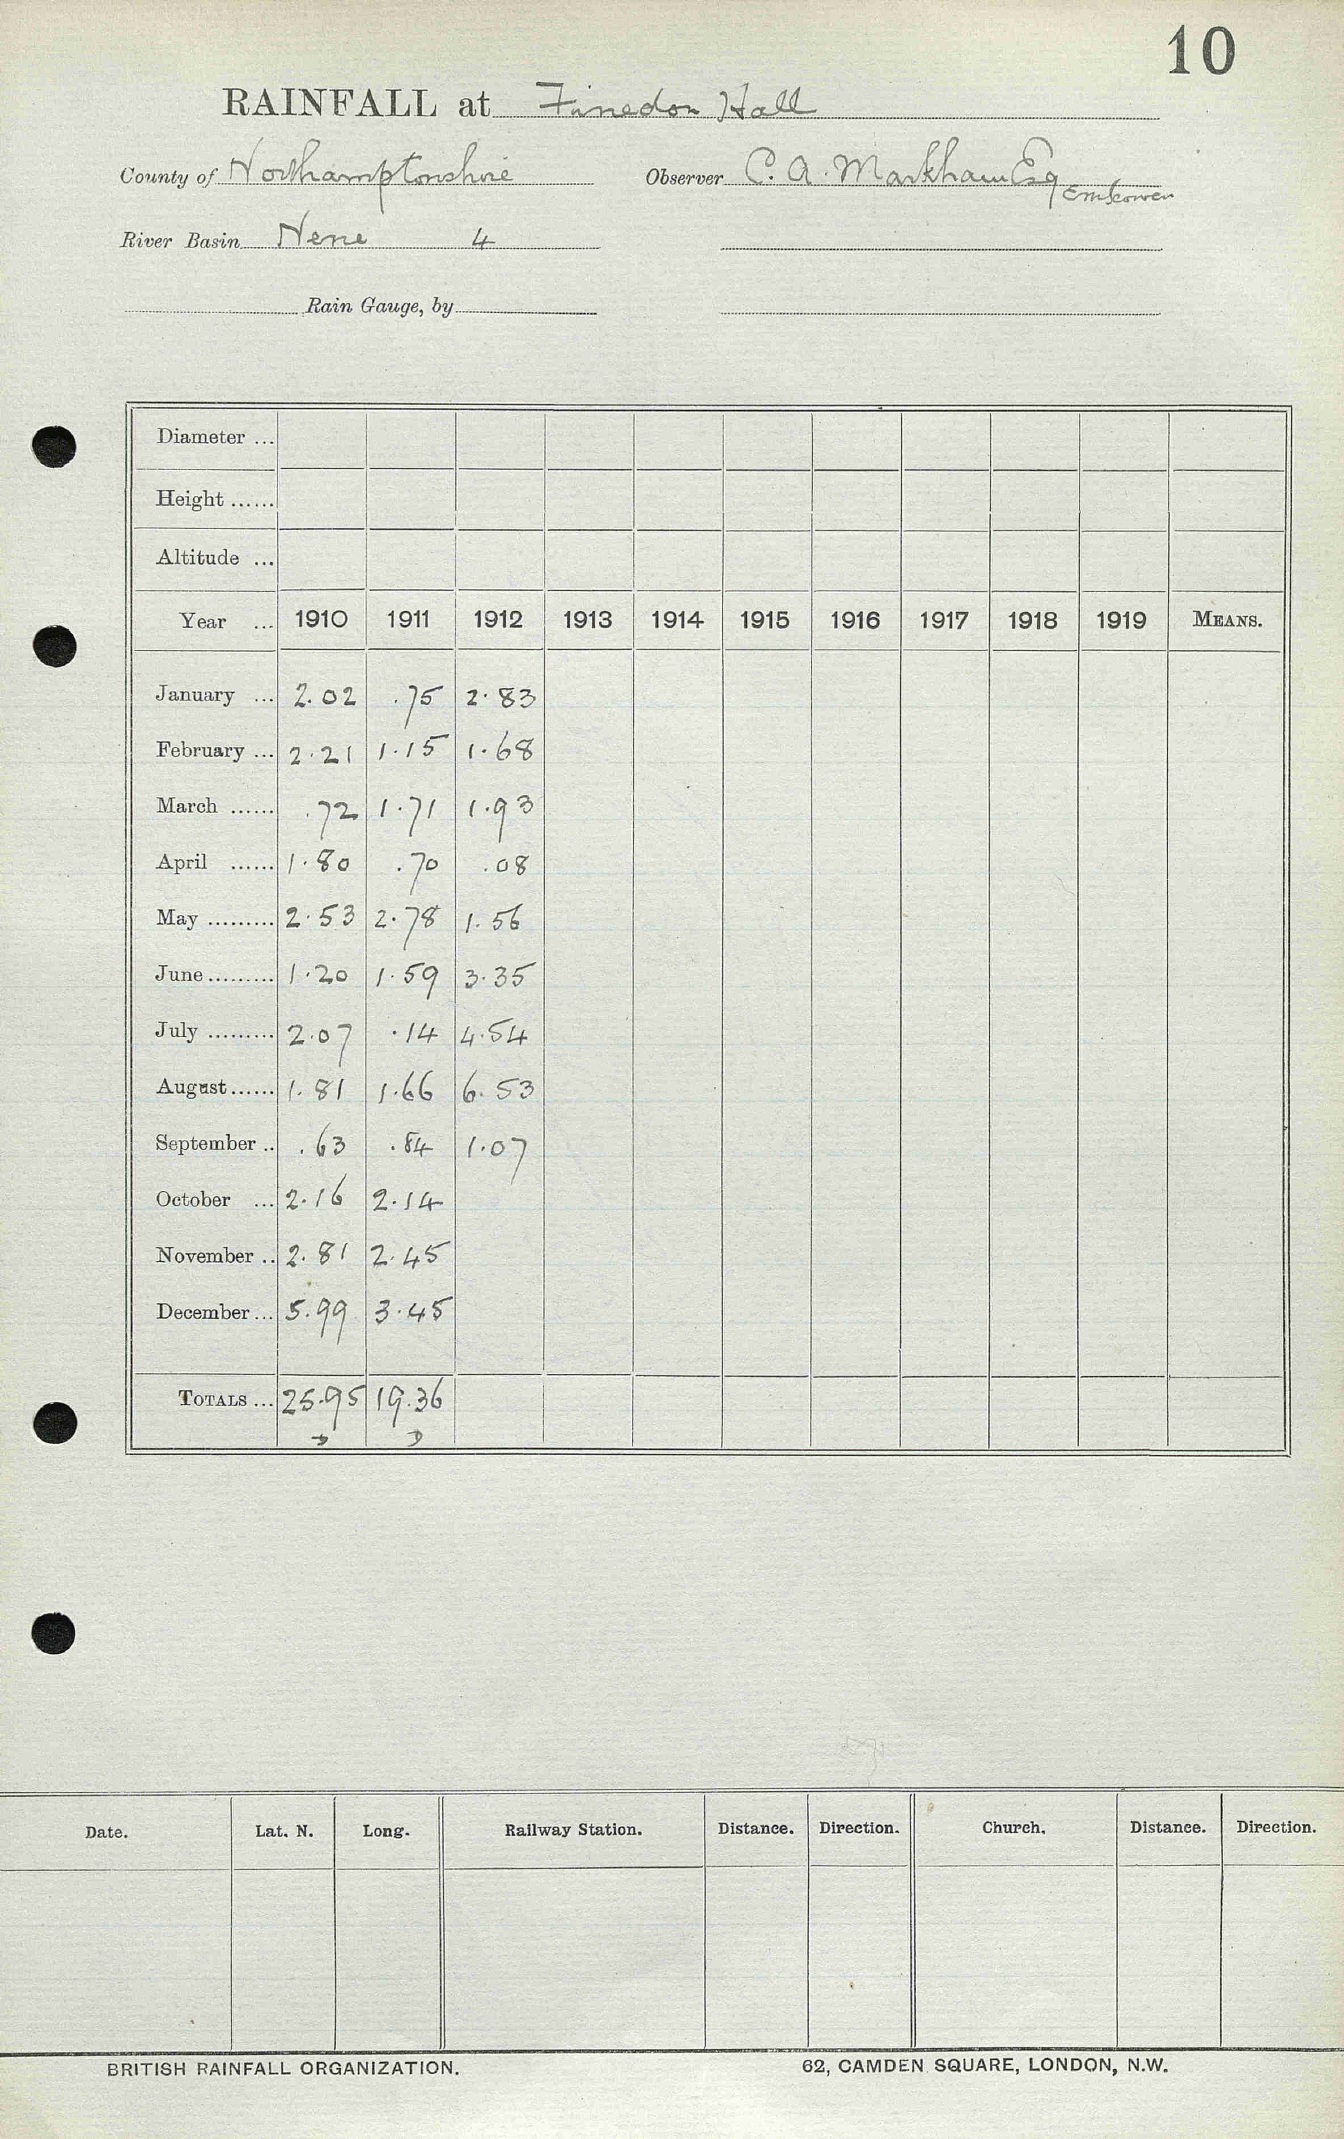 10
RAINFALL at Finedon Hall
County of Northamptonshire Observer C. A. Markham Esq
River Basin Nene 4
Rain Gauge, by
Diameter ...
Height ......
Altitude ...
Year ... 1910 1911 1912 1913 1914 1915 1916 1917 1918 1919 MEANS.
January ... 2.02 .75 2.83
February ... 2.21 1.15 1.68
March ...... .72 1.71 1.93
April ...... 1.80 .70 .08
May ......... 2.53 2.78 1.56
June ......... 1.20 1.59 3.35
July ......... 2.07 .14 4.54
August ...... 1.81 1.66 6.53
September .. .63 .84 1.07
October ... 2.16 2.14
November .. 2.81 2.45
December ... 5.99 3.45
TOTALS ... 25.95 19.36
Date. Lat. N. Long. Railway Station. Distance. Direction. Church. Distance. Direction.
BRITISH RAINFALL ORGANIZATION. 62, CAMDEN SQUARE, LONDON, N.W.